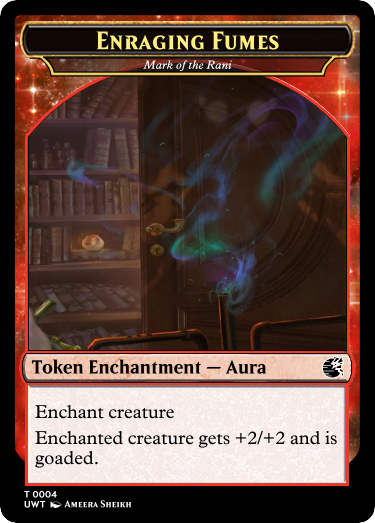 Enraging Fumes
Mark of the Rani
Token Enchantment — Aura
Enchant creature
Enchanted creature gets +2/+2 and is
goaded.
T 0004
UWT Ameera Sheikh